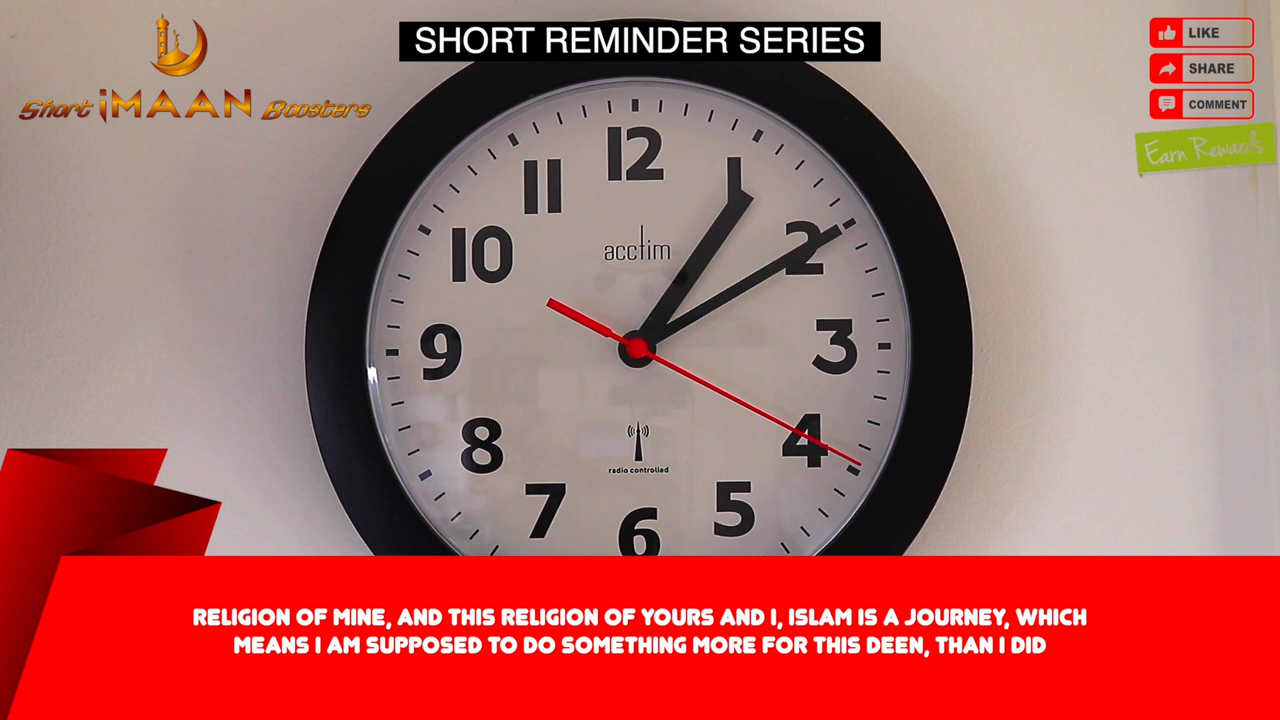 SHORT REMINDER SERIES
Short iMAAN Boosters
LIKE
SHARE
COMMENT
Earn Rewards
12
11
1
10
acctim
2
9
3
8
4
radio controlled
7
5
6
RELIGION OF MINE, AND THIS RELIGION OF YOURS AND I, ISLAM IS A JOURNEY, WHICH
MEANS I AM SUPPOSED TO DO SOMETHING MORE FOR THIS DEEN, THAN I DID